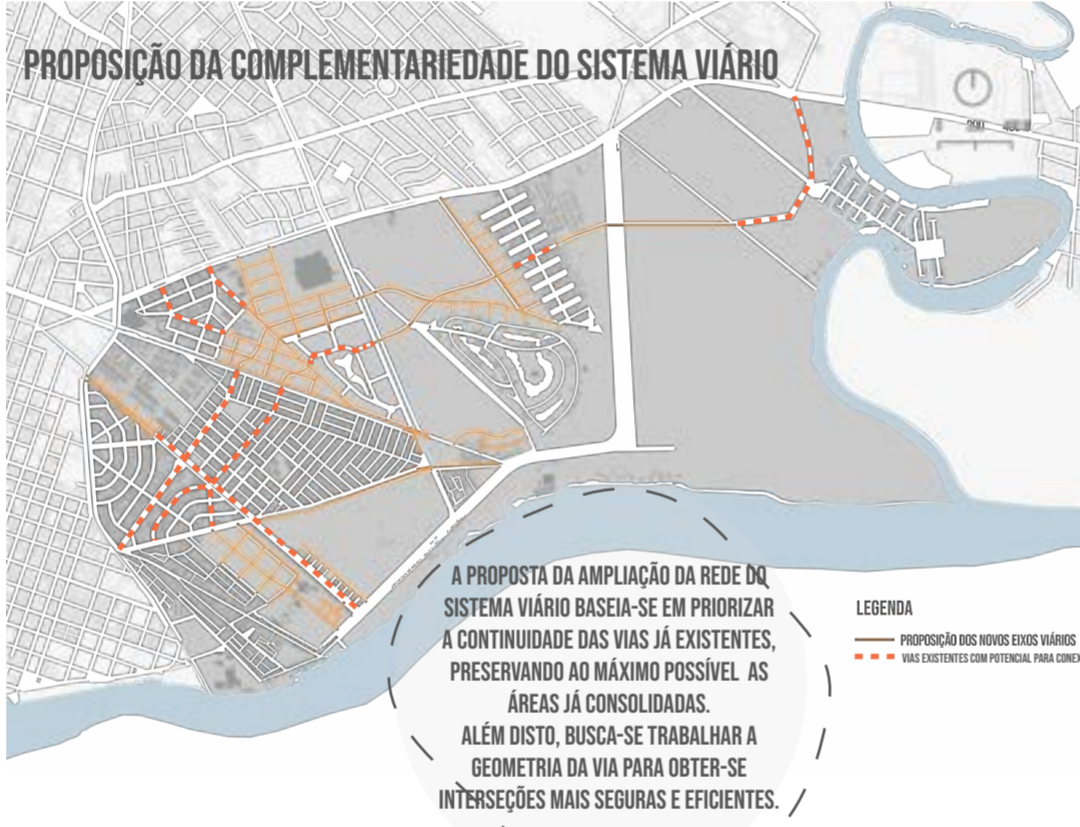 PROPOSIÇÃO DA COMPLEMENTARIEDADE DO SISTEMA VIÁRIO
A PROPOSTA DA AMPLIAÇÃO DA REDE DO
SISTEMA VIÁRIO BASEIA-SE EM PRIORIZAR
A CONTINUIDADE DAS VIAS JÁ EXISTENTES,
PRESERVANDO AO MÁXIMO POSSÍVEL AS
ÁREAS JÁ CONSOLIDADAS.
ALÉM DISTO, BUSCA-SE TRABALHAR A
GEOMETRIA DA VIA PARA OBTER-SE
INTERSEÇÕES MAIS SEGURAS E EFICIENTES.
LEGENDA
PROPOSIÇÃO DOS NOVOS EIXOS VIÁRIOS
VIAS EXISTENTES COM POTENCIAL PARA